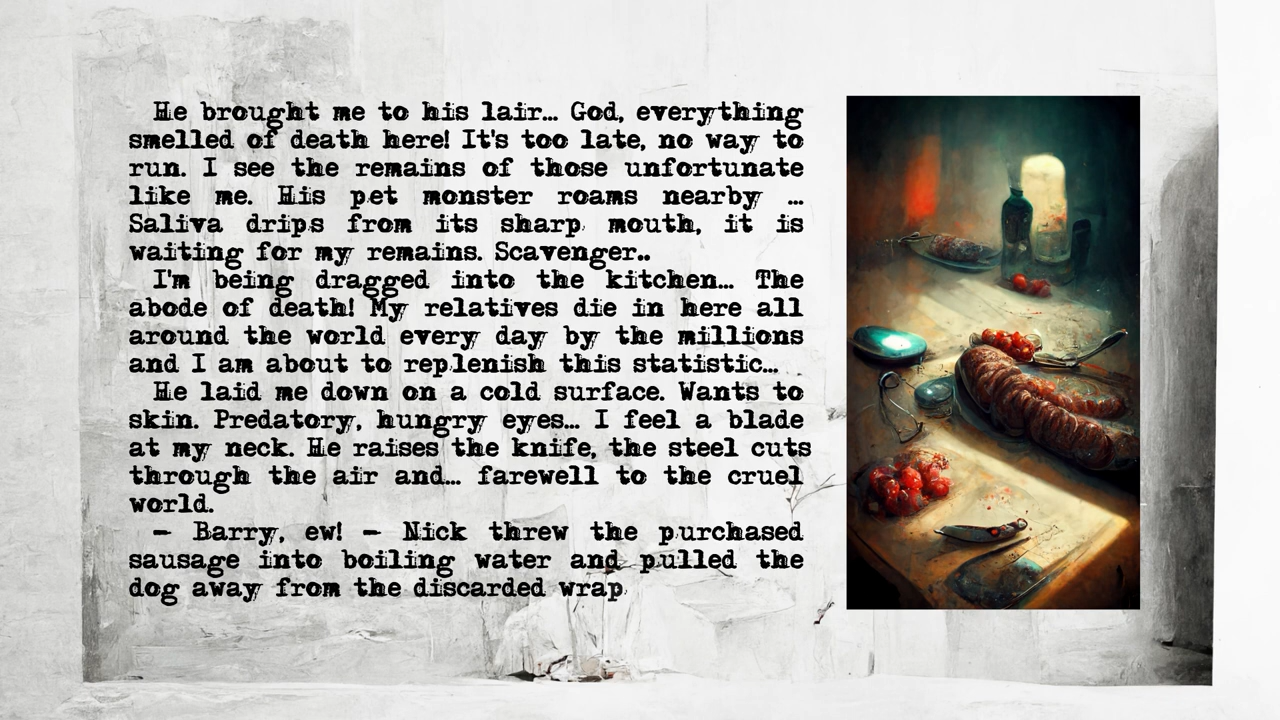 He brought me to his lair... God, everything
smelled of death here! It's too late, no way to
run. I see the remains of those unfortunate
like me. His pet monster roams nearby ...
Saliva drips from its sharp mouth, it is
waiting for my remains. Scavenger..
I'm being dragged into the kitchen... The
abode of death! My relatives die in here all
around the world every day by the millions
and I am about to replenish this statistic...
He laid me down on a cold surface. Wants to
skin. Predatory, hungry eyes... I feel a blade
at my neck. He raises the knife, the steel cuts
through the air and... farewell to the cruel
world.
— Barry, ew! — Nick threw the purchased
sausage into boiling water and pulled the
dog away from the discarded wrap